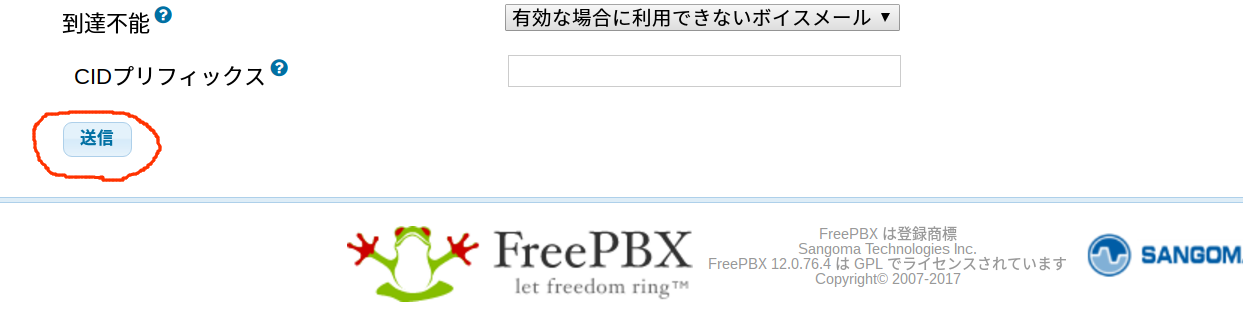 到達不能
有効な場合に利用できないボイスメール
CIDプリフィックス
送信
FreePBX
let freedom ring™
FreePBX は登録商標
Sangoma Technologies Inc.
FreePBX 12.0.76.4 は GPL でライセンスされています
Copyright© 2007-2017
SANGOM